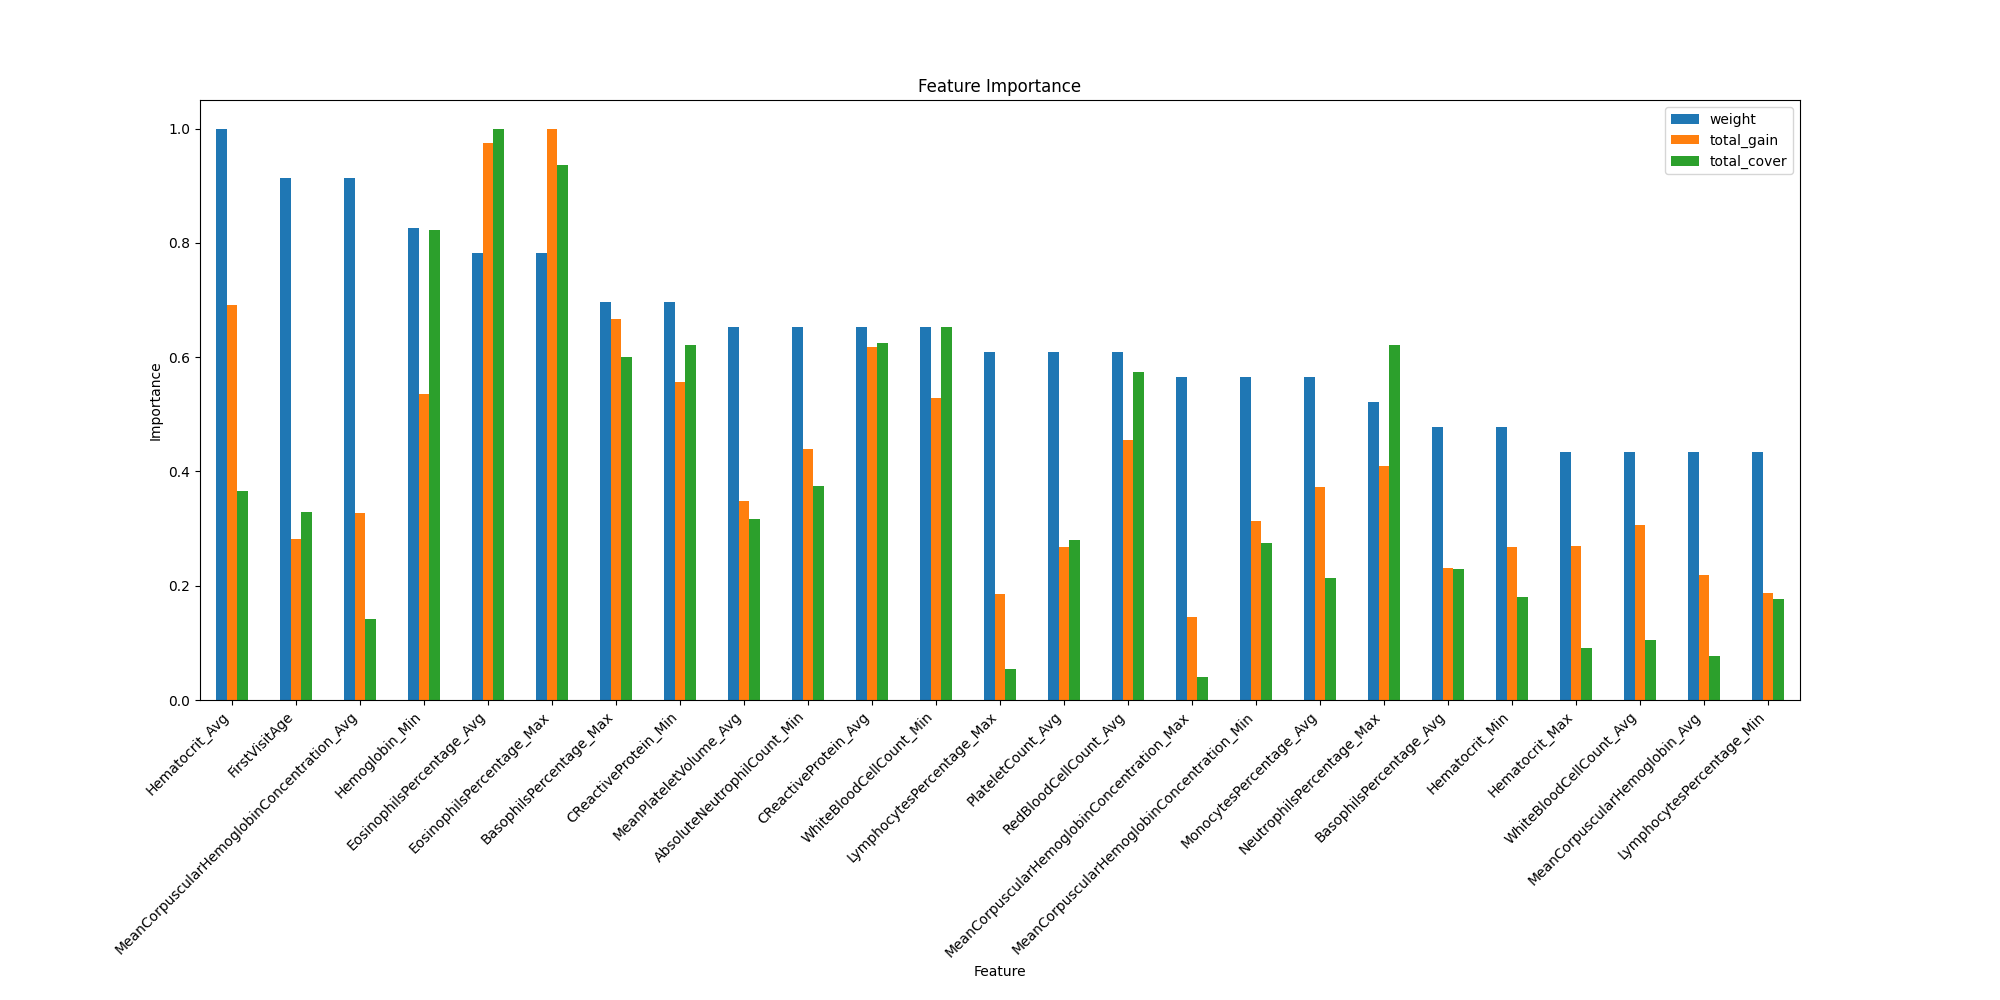 Feature Importance
weight
total_gain
total_cover
Importance
1.0
0.8
0.6
0.4
0.2
0.0
Hematocrit_Avg
FirstVisitAge
MeanCorpuscularHemoglobinConcentration_Avg
Hemoglobin_Min
EosinophilsPercentage_Avg
EosinophilsPercentage_Max
BasophilsPercentage_Max
CReactiveProtein_Min
MeanPlateletVolume_Avg
AbsoluteNeutrophilCount_Min
CReactiveProtein_Avg
WhiteBloodCellCount_Min
LymphocytesPercentage_Max
PlateletCount_Avg
RedBloodCellCount_Avg
MeanCorpuscularHemoglobinConcentration_Max
MeanCorpuscularHemoglobinConcentration_Min
MonocytesPercentage_Avg
NeutrophilsPercentage_Max
BasophilsPercentage_Avg
Hematocrit_Min
Hematocrit_Max
WhiteBloodCellCount_Avg
MeanCorpuscularHemoglobin_Avg
LymphocytesPercentage_Min
Feature